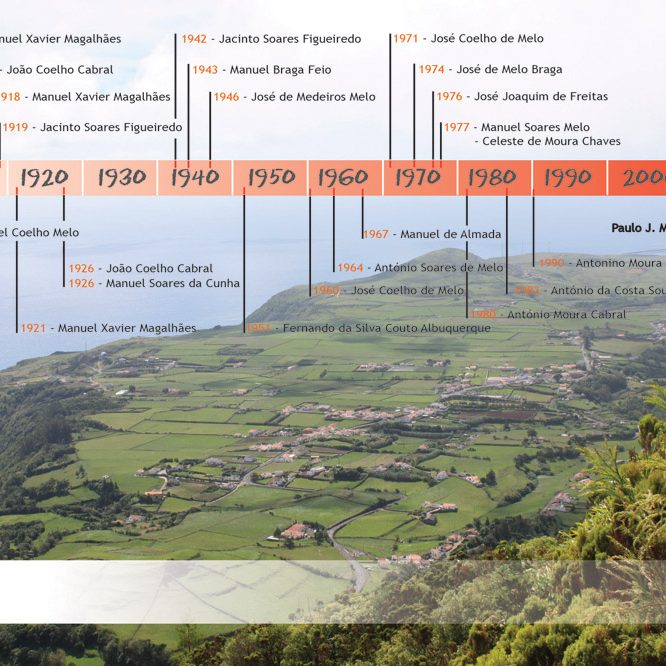 nuel Xavier Magalhães
- João Coelho Cabral
918 - Manuel Xavier Magalhães
1919 - Jacinto Soares Figueiredo
1942 - Jacinto Soares Figueiredo
1943 - Manuel Braga Feio
1946 - José de Medeiros Melo
1971 - José Coelho de Melo
1974 - José de Melo Braga
1976 - José Joaquim de Freitas
1977 - Manuel Soares Melo
- Celeste de Moura Chaves
1920 1930 1940 1950 1960 1970 1980 1990 2000
el Coelho Melo
1926 - João Coelho Cabral
1926 - Manuel Soares da Cunha
1921 - Manuel Xavier Magalhães
1967 - Manuel de Almada
1964 - António Soares de Melo
1960 - José Coelho de Melo
1951 - Fernando da Silva Couto Albuquerque
Paulo J. M
1990 - Antonino Moura
- António da Costa Sou
1980 - António Moura Cabral